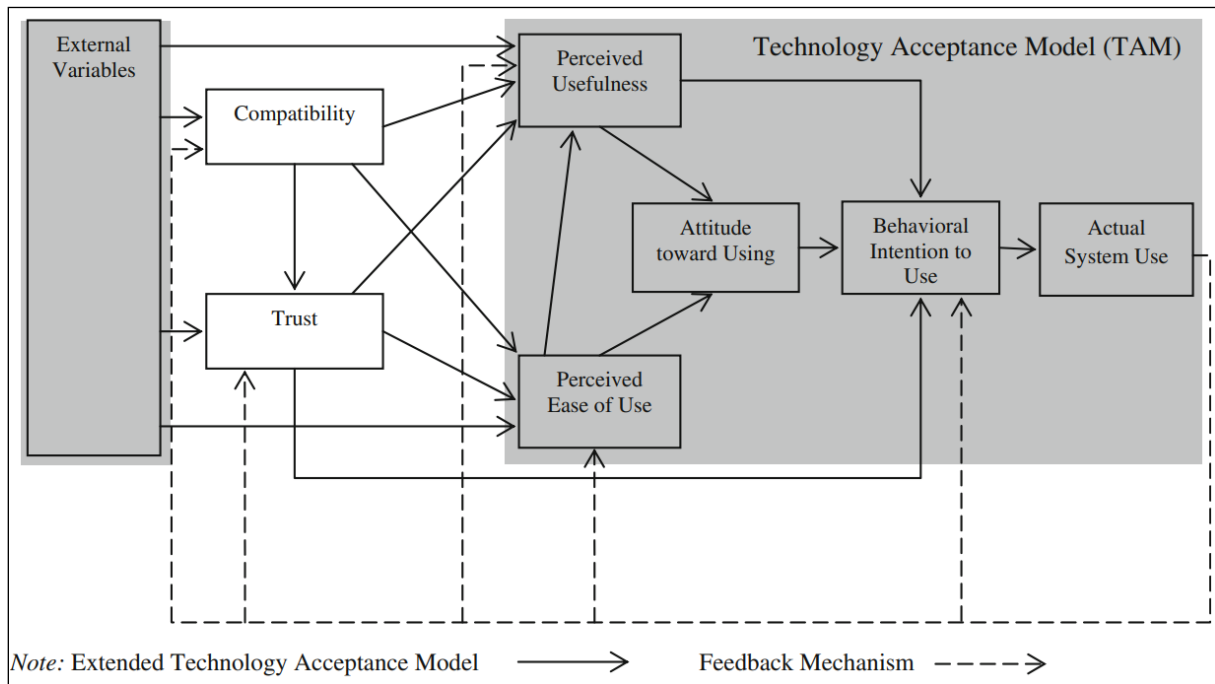 External
Variables
Technology Acceptance Model (TAM)
Perceived
Usefulness
Compatibility
Attitude
toward Using
Behavioral
Intention to
Use
Actual
System Use
Trust
Perceived
Ease of Use
Note: Extended Technology Acceptance Model
Feedback Mechanism